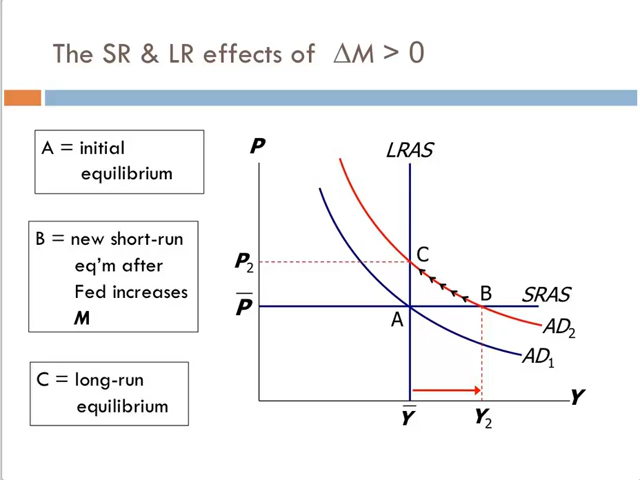 The SR & LR effects of ΔM > 0
A = initial
equilibrium
B = new short-run
eq’m after
Fed increases
M
C = long-run
equilibrium
P
LRAS
P2
C
P̅
B
SRAS
A
AD2
AD1
Y
Y̅
Y2